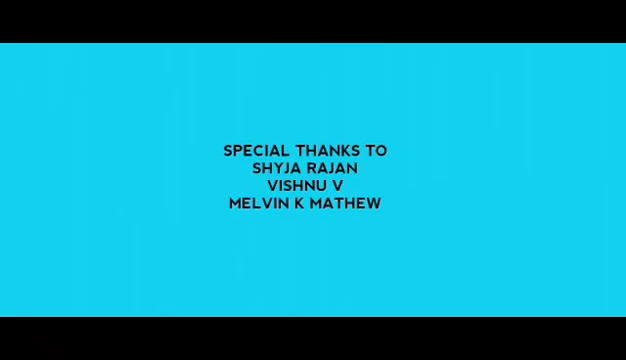 SPECIAL THANKS TO
SHYJA RAJAN
VISHNU V
MELVIN K MATHEW